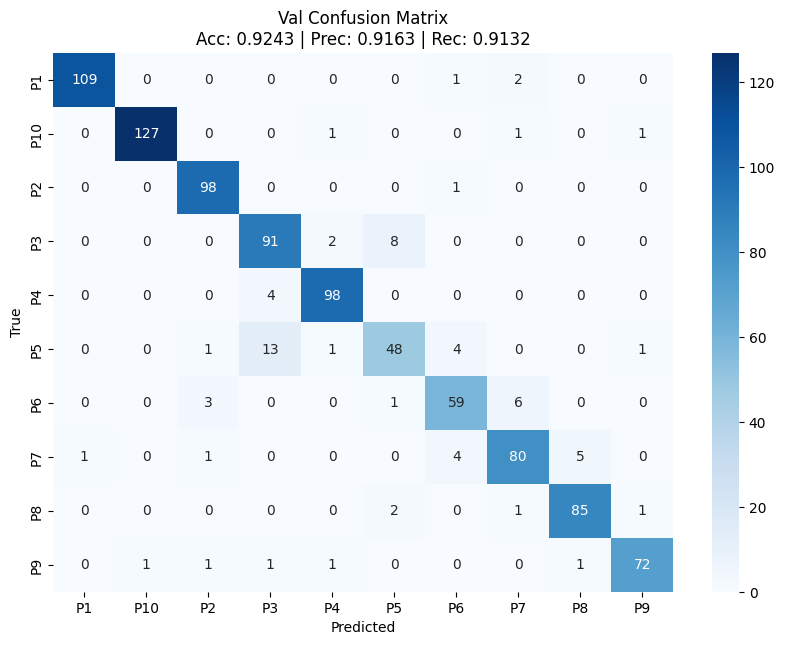 Val Confusion Matrix
Acc: 0.9243 | Prec: 0.9163 | Rec: 0.9132
P1 109 0 0 0 0 0 1 2 0 0
P10 0 127 0 0 1 0 0 1 0 1
P2 0 0 98 0 0 0 1 0 0 0
P3 0 0 0 91 2 8 0 0 0 0
P4 0 0 0 4 98 0 0 0 0 0
P5 0 0 1 13 1 48 4 0 0 1
P6 0 0 3 0 0 1 59 6 0 0
P7 1 0 1 0 0 0 4 80 5 0
P8 0 0 0 0 0 2 0 1 85 1
P9 0 1 1 1 1 0 0 0 1 72
P1 P10 P2 P3 P4 P5 P6 P7 P8 P9
Predicted
True
120
100
80
60
40
20
0